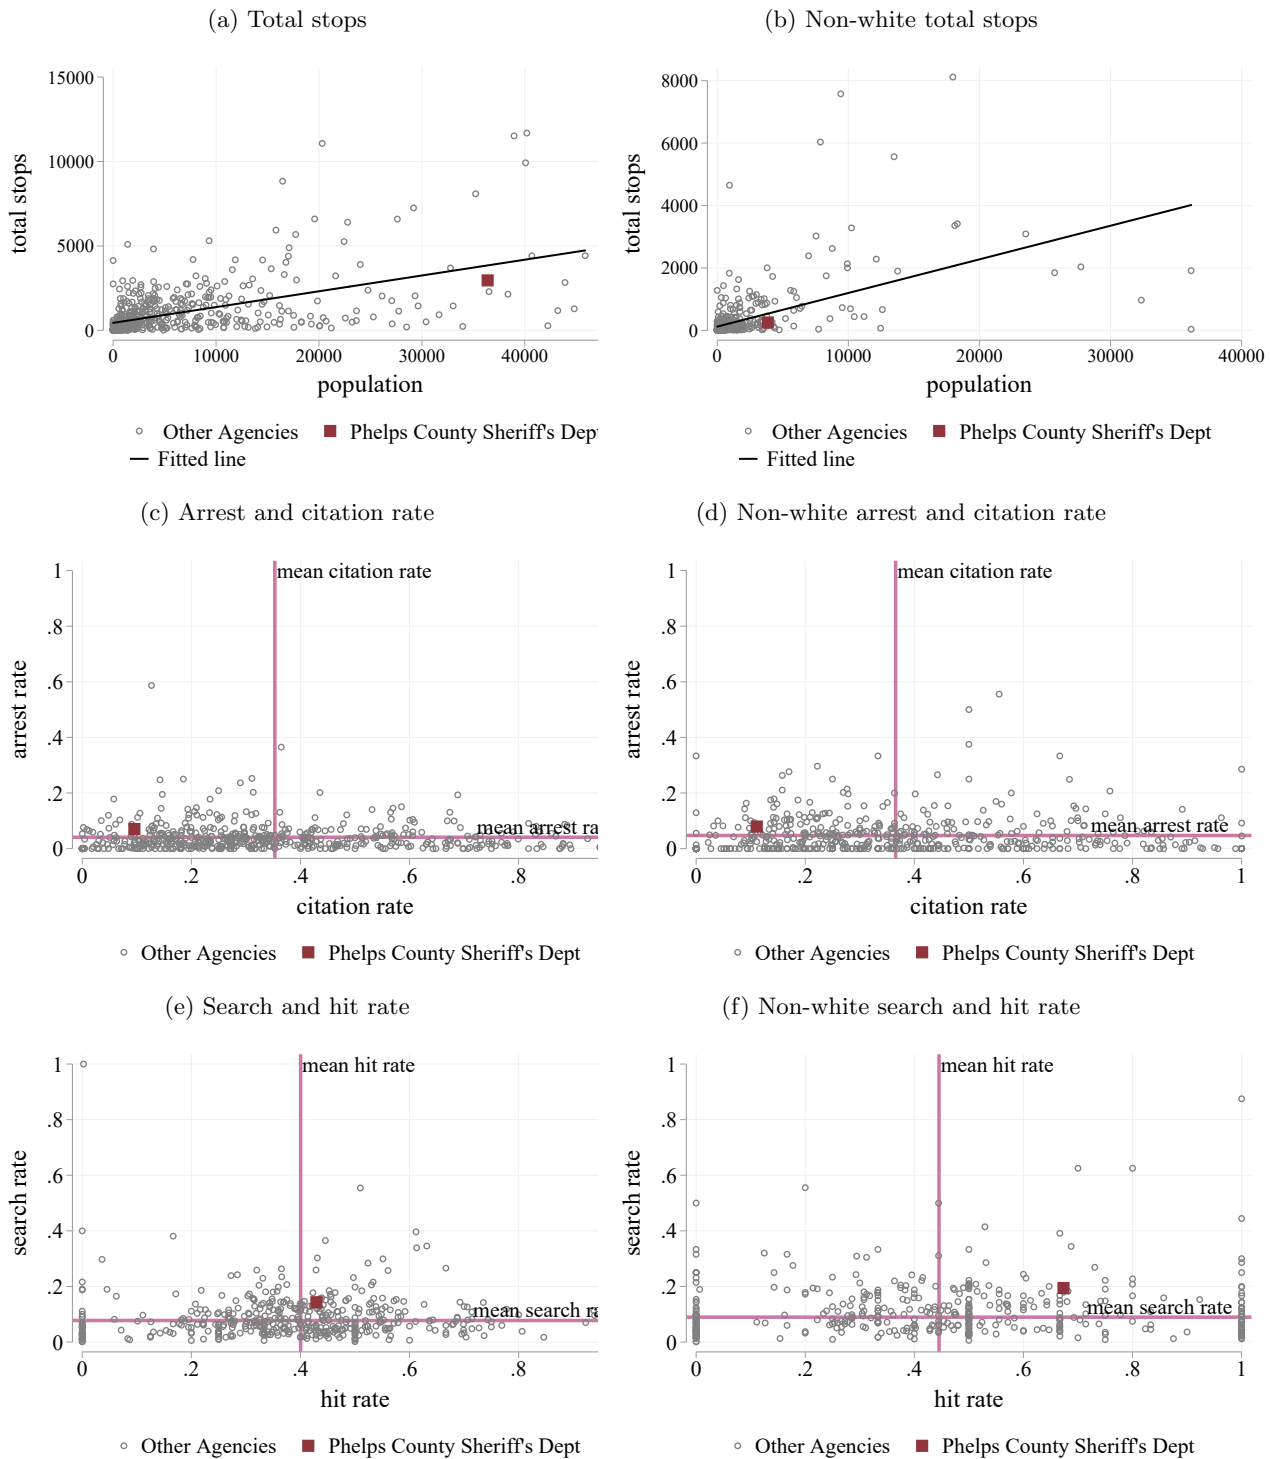 (a) Total stops
(b) Non-white total stops
15000
10000
5000
0
total stops
0 10000 20000 30000 40000
population
Other Agencies Phelps County Sheriff's Dept
Fitted line
8000
6000
4000
2000
0
total stops
0 10000 20000 30000 40000
population
Other Agencies Phelps County Sheriff's Dept
Fitted line
(c) Arrest and citation rate
(d) Non-white arrest and citation rate
1
.8
.6
.4
.2
0
arrest rate
mean citation rate
mean arrest ra
0 .2 .4 .6 .8
citation rate
Other Agencies Phelps County Sheriff's Dept
1
.8
.6
.4
.2
0
arrest rate
mean citation rate
mean arrest rate
0 .2 .4 .6 .8 1
citation rate
Other Agencies Phelps County Sheriff's Dept
(e) Search and hit rate
(f) Non-white search and hit rate
1
.8
.6
.4
.2
0
search rate
mean hit rate
mean search ra
0 .2 .4 .6 .8
hit rate
Other Agencies Phelps County Sheriff's Dept
1
.8
.6
.4
.2
0
search rate
mean hit rate
mean search rate
0 .2 .4 .6 .8 1
hit rate
Other Agencies Phelps County Sheriff's Dept